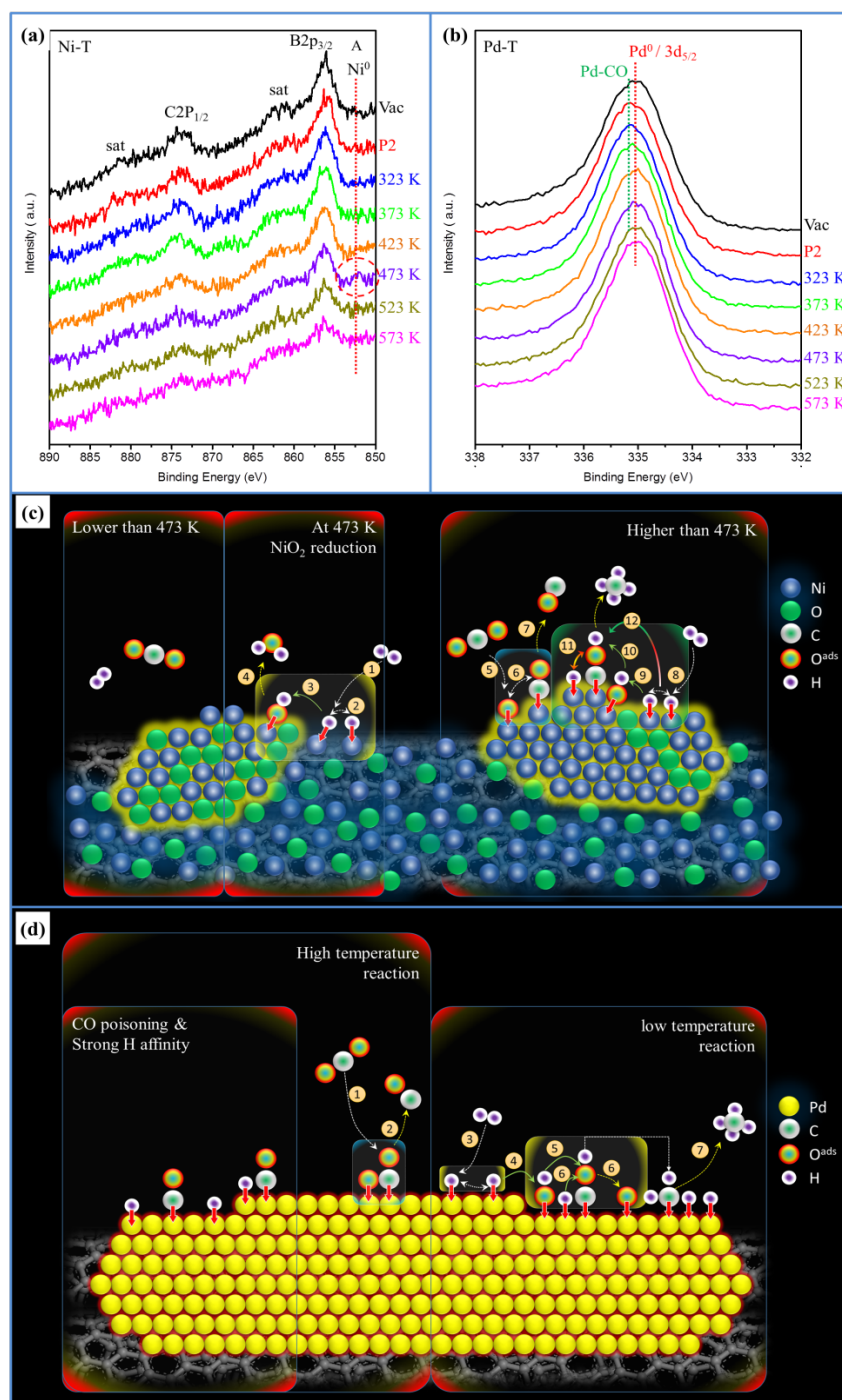 (a)
Ni-T
B2p3/2
A
Ni0
C2P1/2
sat
sat
Vac
P2
323 K
373 K
423 K
473 K
523 K
573 K
Intensity ( a.u. )
890 885 880 875 870 865 860 855 850
Binding Energy (eV)
(b)
Pd-T
Pd0 / 3d5/2
Pd-CO
Vac
P2
323 K
373 K
423 K
473 K
523 K
573 K
Intensity ( a.u. )
338 337 336 335 334 333 332
Binding Energy (eV)
(c)
Lower than 473 K
At 473 K
NiO2 reduction
Higher than 473 K
Ni
O
C
Oads
H
1
2
3
4
5
6
7
8
9
10
11
12
(d)
High temperature
reaction
CO poisoning &
Strong H affinity
low temperature
reaction
Pd
C
Oads
H
1
2
3
4
5
6
6
7